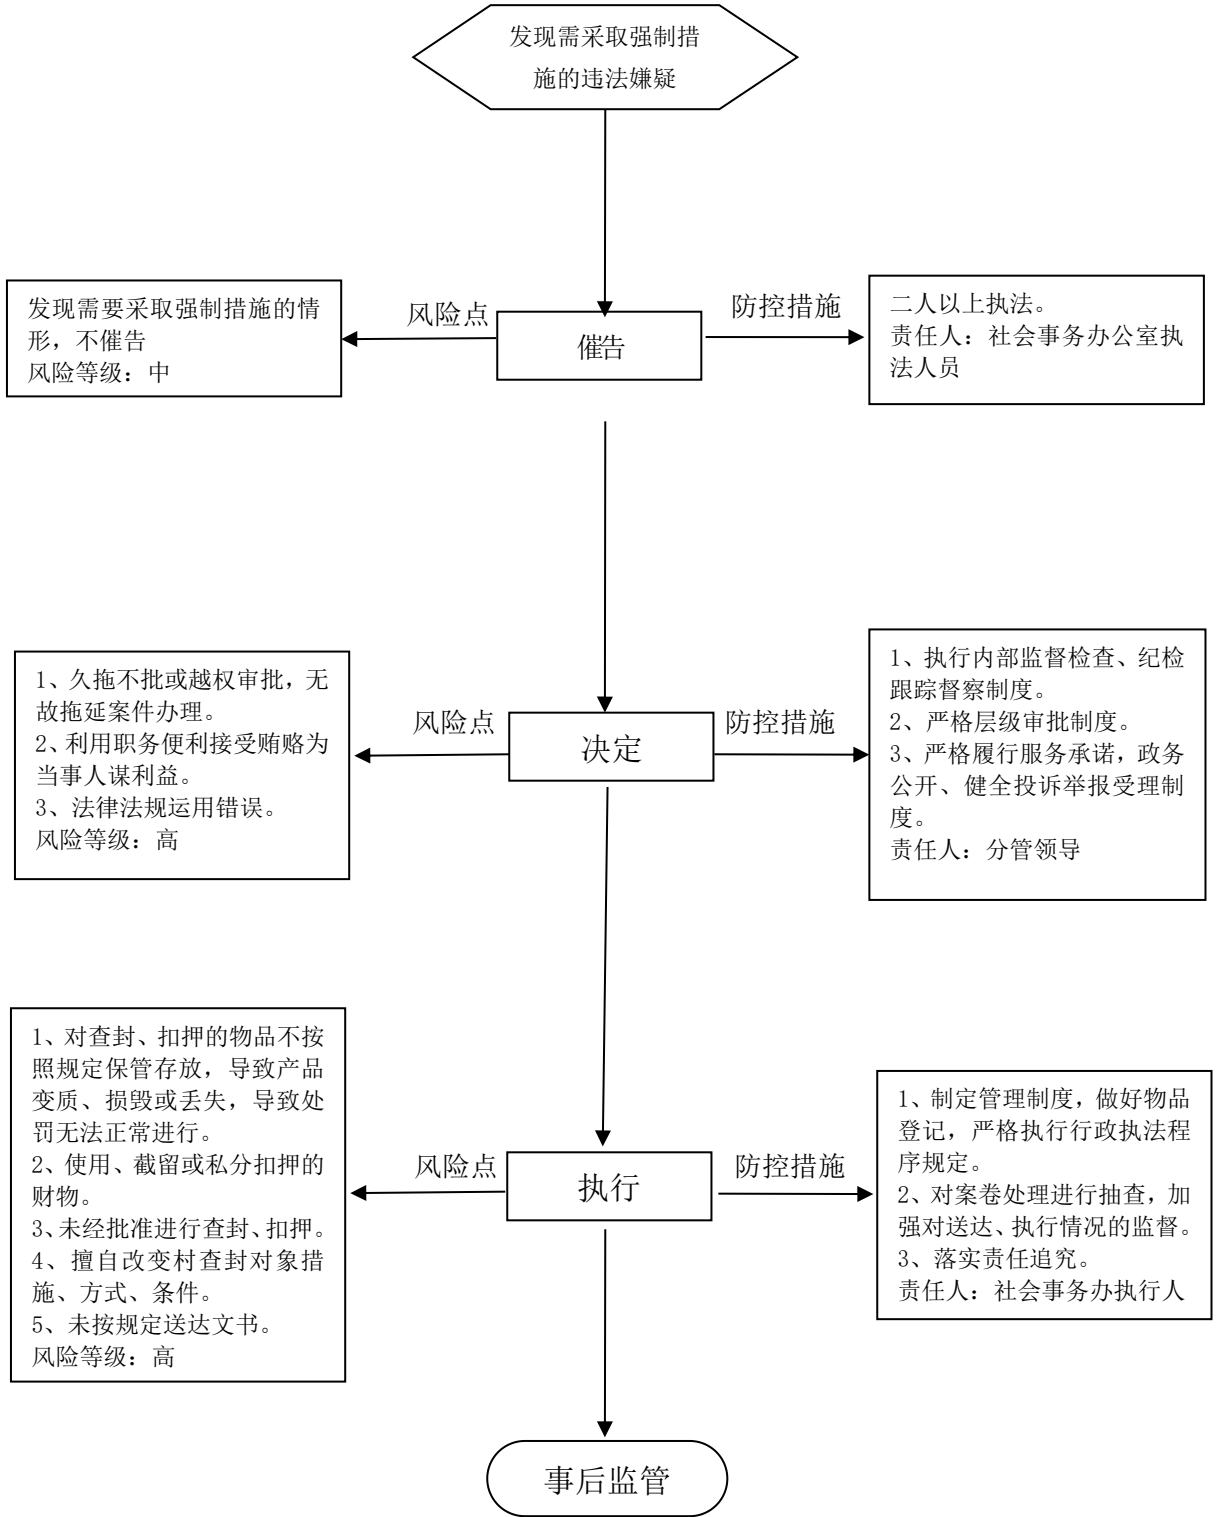 发现需采取强制措
施的违法嫌疑
发现需要采取强制措施的情
形，不催告
风险等级：中
风险点
催告
防控措施
二人以上执法。
责任人：社会事务办公室执
法人员
1、久拖不批或越权审批，无
故拖延案件办理。
2、利用职务便利接受贿赂为
当事人谋利益。
3、法律法规运用错误。
风险等级：高
风险点
决定
防控措施
1、执行内部监督检查、纪检
跟踪督察制度。
2、严格层级审批制度。
3、严格履行服务承诺，政务
公开、健全投诉举报受理制
度。
责任人：分管领导
1、对查封、扣押的物品不按
照规定保管存放，导致产品
变质、损毁或丢失，导致处
罚无法正常进行。
2、使用、截留或私分扣押的
财物。
3、未经批准进行查封、扣押。
4、擅自改变村查封对象措
施、方式、条件。
5、未按规定送达文书。
风险等级：高
风险点
执行
防控措施
1、制定管理制度，做好物品
登记，严格执行行政执法程
序规定。
2、对案卷处理进行抽查，加
强对送达、执行情况的监督。
3、落实责任追究。
责任人：社会事务办执行人
事后监管